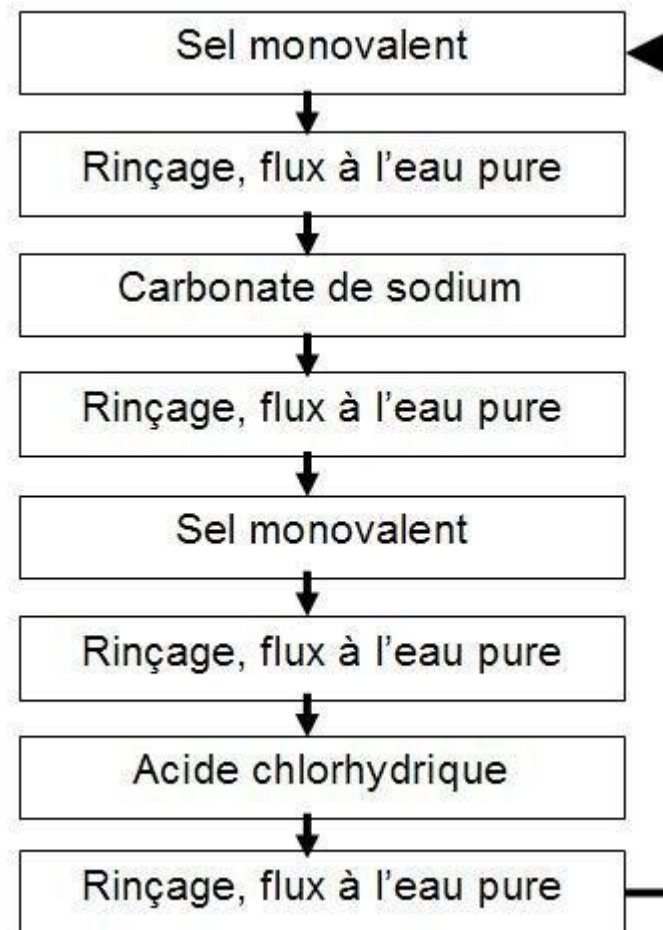 Sel monovalent
Rinçage, flux à l'eau pure
Carbonate de sodium
Rinçage, flux à l'eau pure
Sel monovalent
Rinçage, flux à l'eau pure
Acide chlorhydrique
Rinçage, flux à l'eau pure